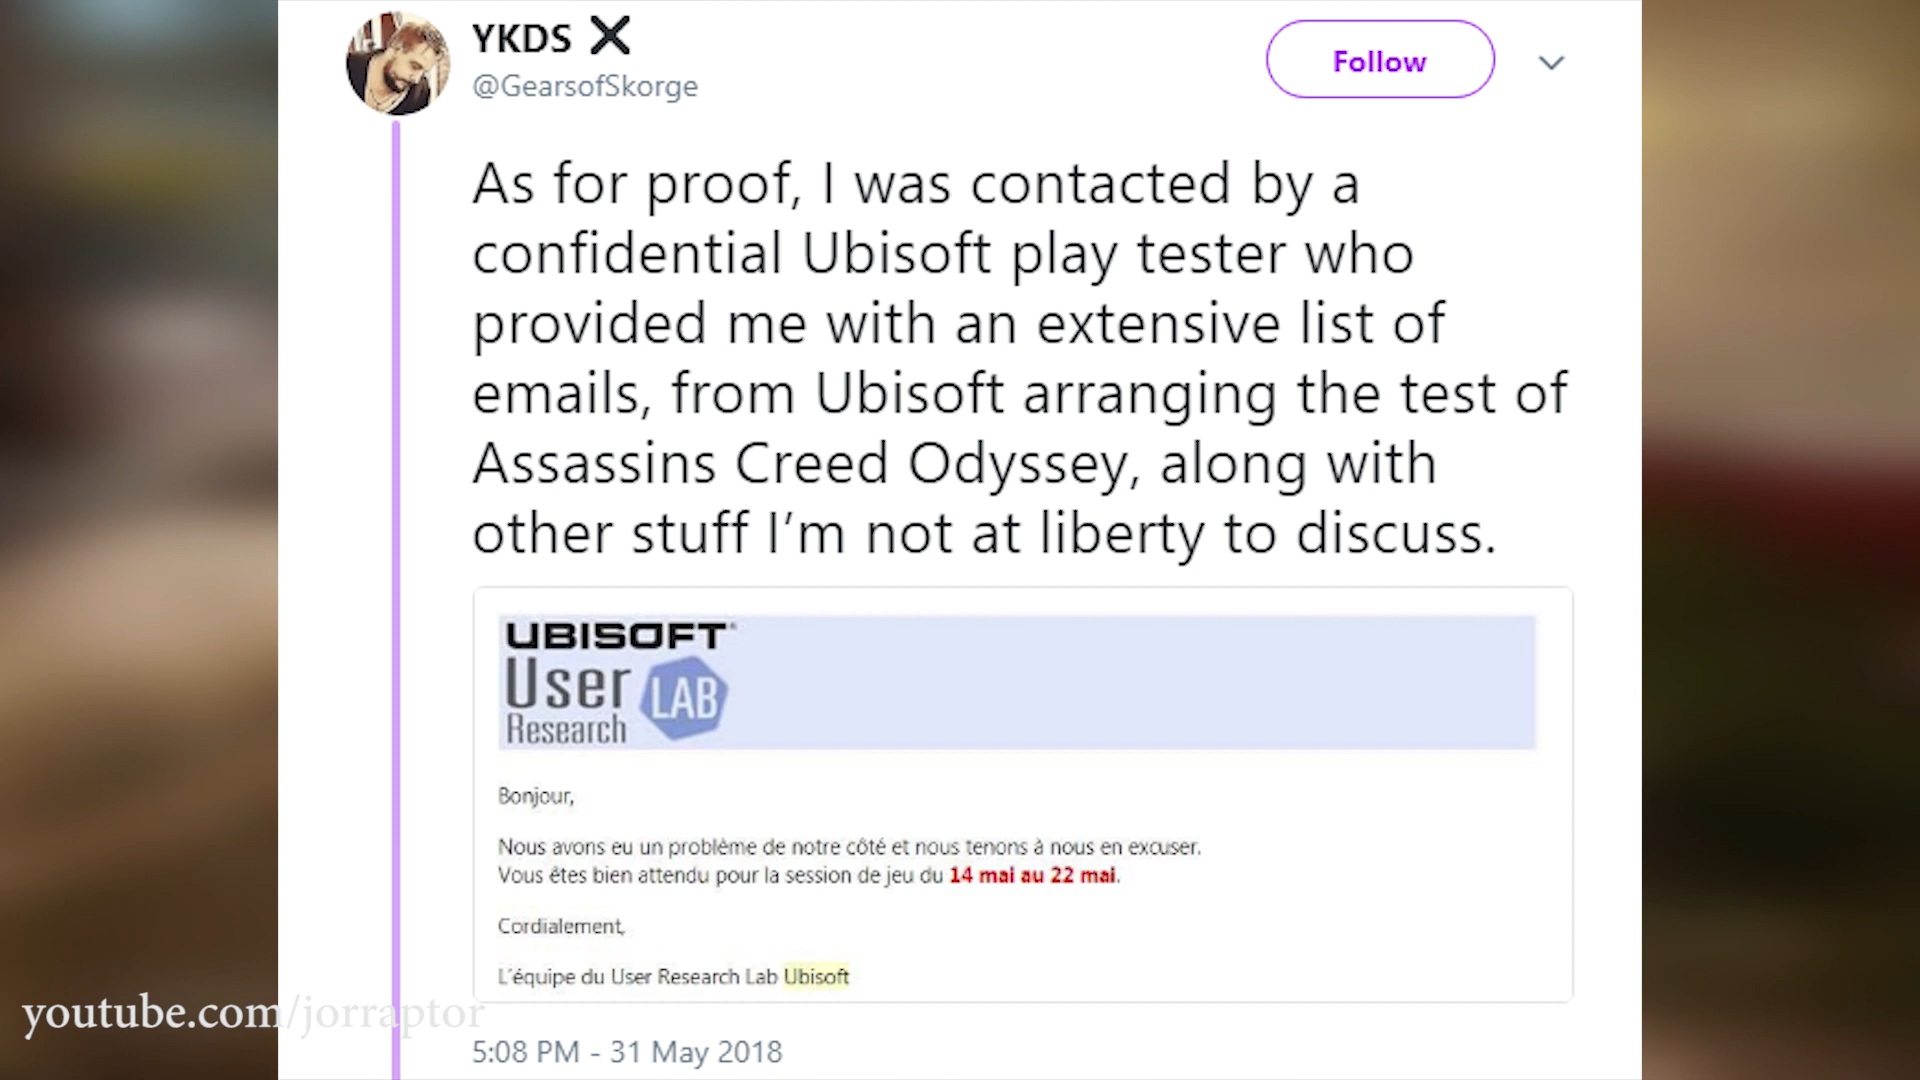 YKDS
@GearsofSkorge
Follow
As for proof, I was contacted by a
confidential Ubisoft play tester who
provided me with an extensive list of
emails, from Ubisoft arranging the test of
Assassins Creed Odyssey, along with
other stuff I'm not at liberty to discuss.
UBISOFT
User
Research
LAB
Bonjour,
Nous avons eu un problème de notre côté et nous tenons à nous en excuser.
Vous êtes bien attendu pour la session de jeu du 14 mai au 22 mai.
Cordialement,
L'équipe du User Research Lab Ubisoft
youtube.com/jorraptor
5:08 PM - 31 May 2018